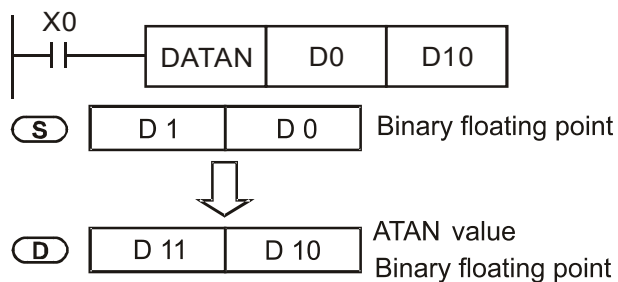 X0
DATAN D0 D10
S D 1 D 0 Binary floating point
D D 11 D 10 ATAN value
Binary floating point